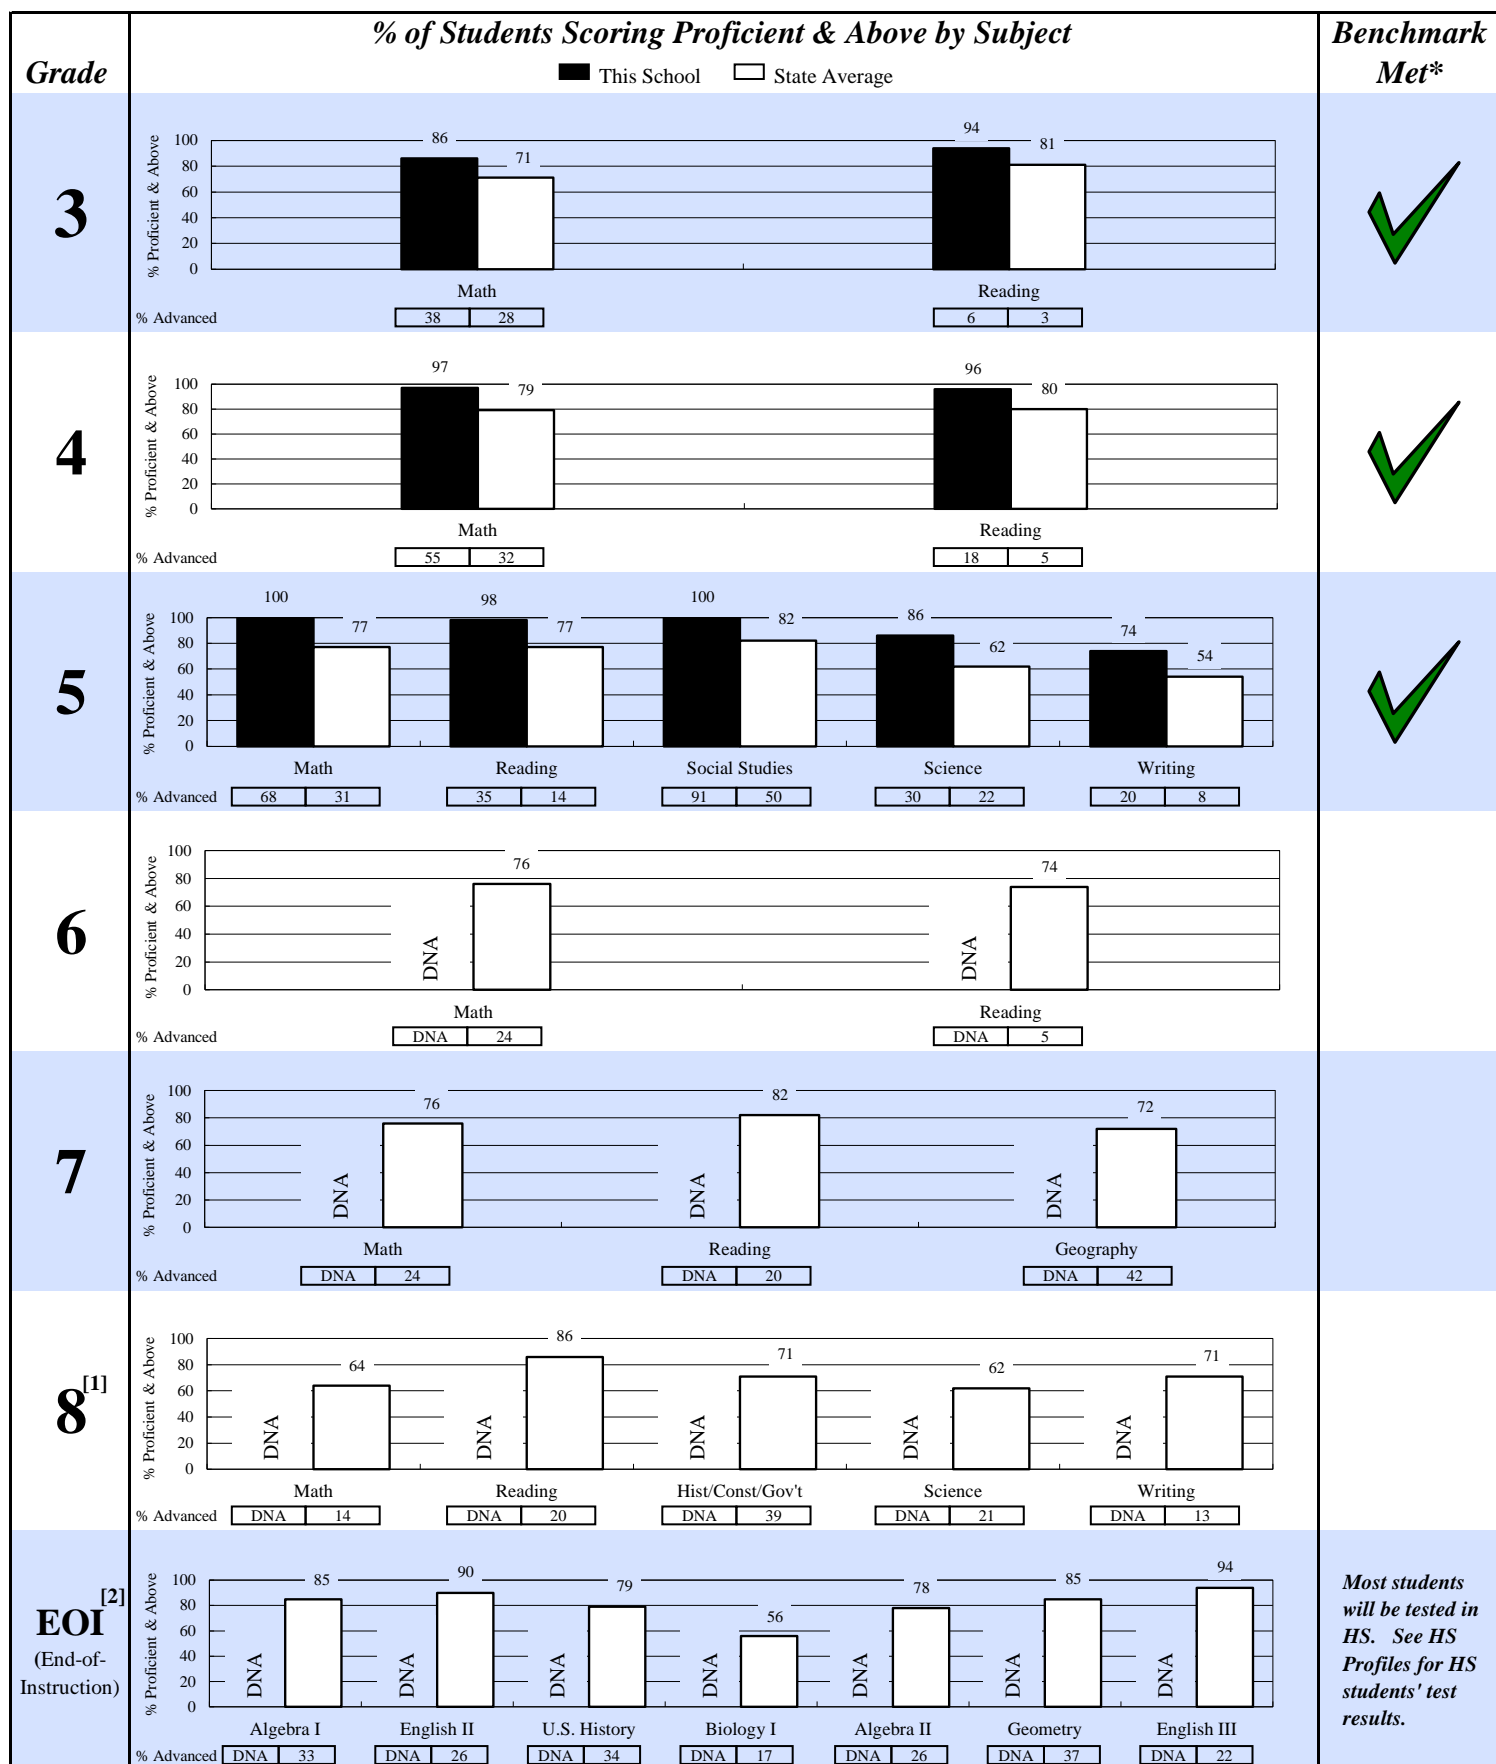 % of Students Scoring Proficient & Above by Subject
Benchmark
Met*
Grade
This School State Average
3
% Proficient & Above
100
80
60
40
20
0
86 71 94 81
Math Reading
% Advanced 38 28 6 3
4
% Proficient & Above
100
80
60
40
20
0
97 79 96 80
Math Reading
% Advanced 55 32 18 5
5
% Proficient & Above
100
80
60
40
20
0
100 77 98 77 100 82 86 62 74 54
Math Reading Social Studies Science Writing
% Advanced 68 31 35 14 91 50 30 22 20 8
6
% Proficient & Above
100
80
60
40
20
0
DNA 76 DNA 74
Math Reading
% Advanced DNA 24 DNA 5
7
% Proficient & Above
100
80
60
40
20
0
DNA 76 DNA 82 DNA 72
Math Reading Geography
% Advanced DNA 24 DNA 20 DNA 42
8[1]
% Proficient & Above
100
80
60
40
20
0
DNA 64 DNA 86 DNA 71 DNA 62 DNA 71
Math Reading Hist/Const/Gov't Science Writing
% Advanced DNA 14 DNA 20 DNA 39 DNA 21 DNA 13
EOI[2]
(End-of-
Instruction)
% Proficient & Above
100
80
60
40
20
0
DNA 85 DNA 90 DNA 79 DNA 56 DNA 78 DNA 85 DNA 94
Algebra I English II U.S. History Biology I Algebra II Geometry English III
% Advanced DNA 33 DNA 26 DNA 34 DNA 17 DNA 26 DNA 37 DNA 22
Most students
will be tested in
HS. See HS
Profiles for HS
students' test
results.